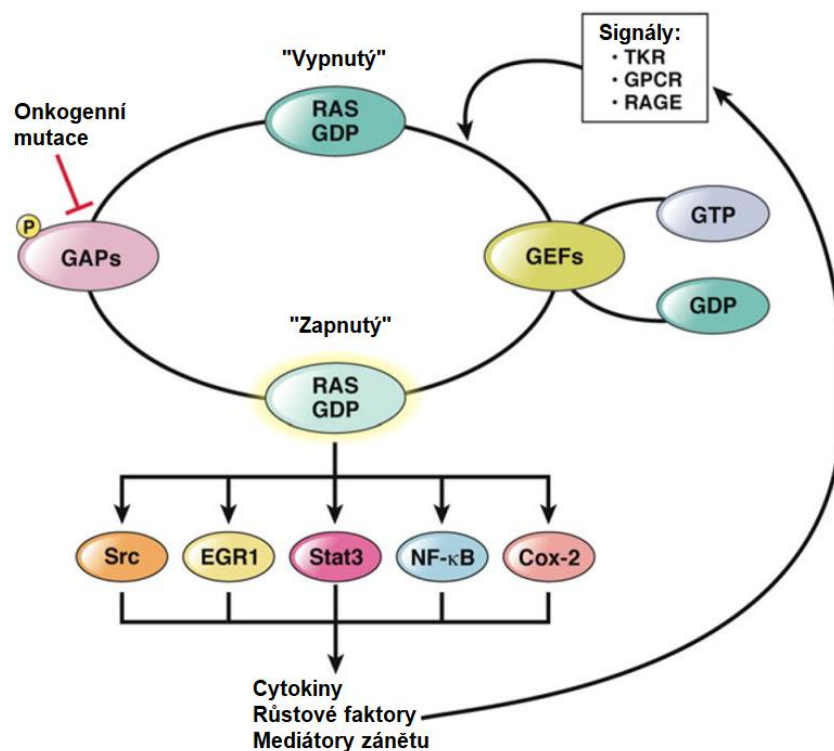 "Vypnutý"
Signály:
· TKR
· GPCR
· RAGE
RAS
GDP
Onkogenní
mutace
P
GAPs
GEFs
GTP
GDP
"Zapnutý"
RAS
GDP
Src
EGR1
Stat3
NF-κB
Cox-2
Cytokiny
Růstové faktory
Mediátory zánětu